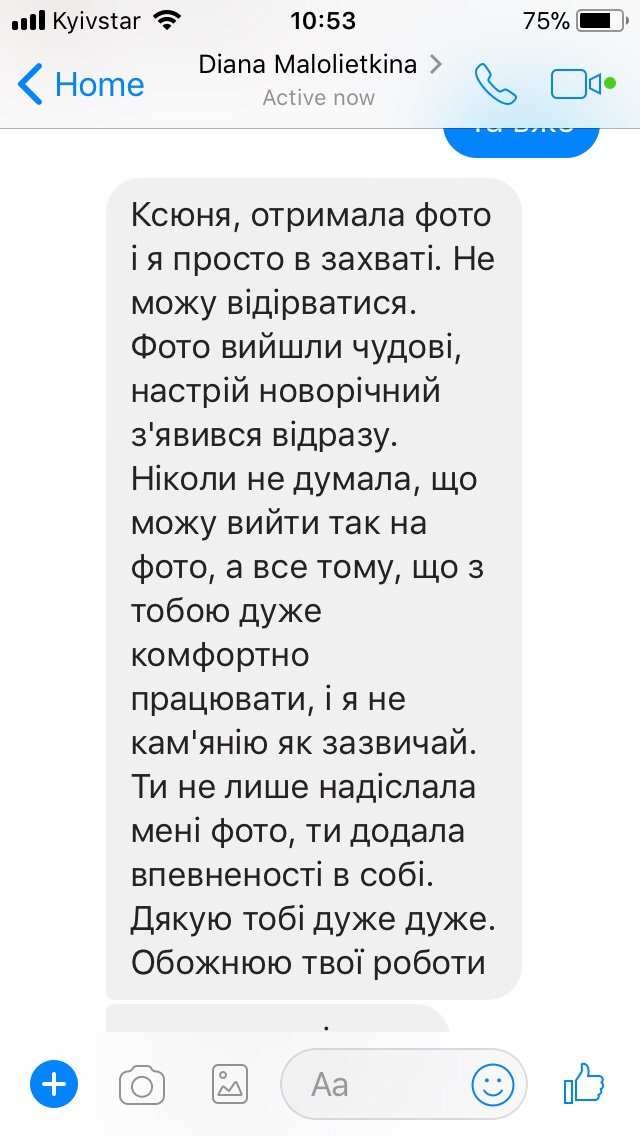 Kyivstar 10:53 75%
Home Diana Malolietkina
Active now
Ксюня, отримала фото
і я просто в захваті. Не
можу відірватися.
Фото вийшли чудові,
настрій новорічний
з'явився відразу.
Ніколи не думала, що
можу вийти так на
фото, а все тому, що з
тобою дуже
комфортно
працювати, і я не
кам'янію як зазвичай.
Ти не лише надіслала
мені фото, ти додала
впевненості в собі.
Дякую тобі дуже дуже.
Обожнюю твої роботи
Aa